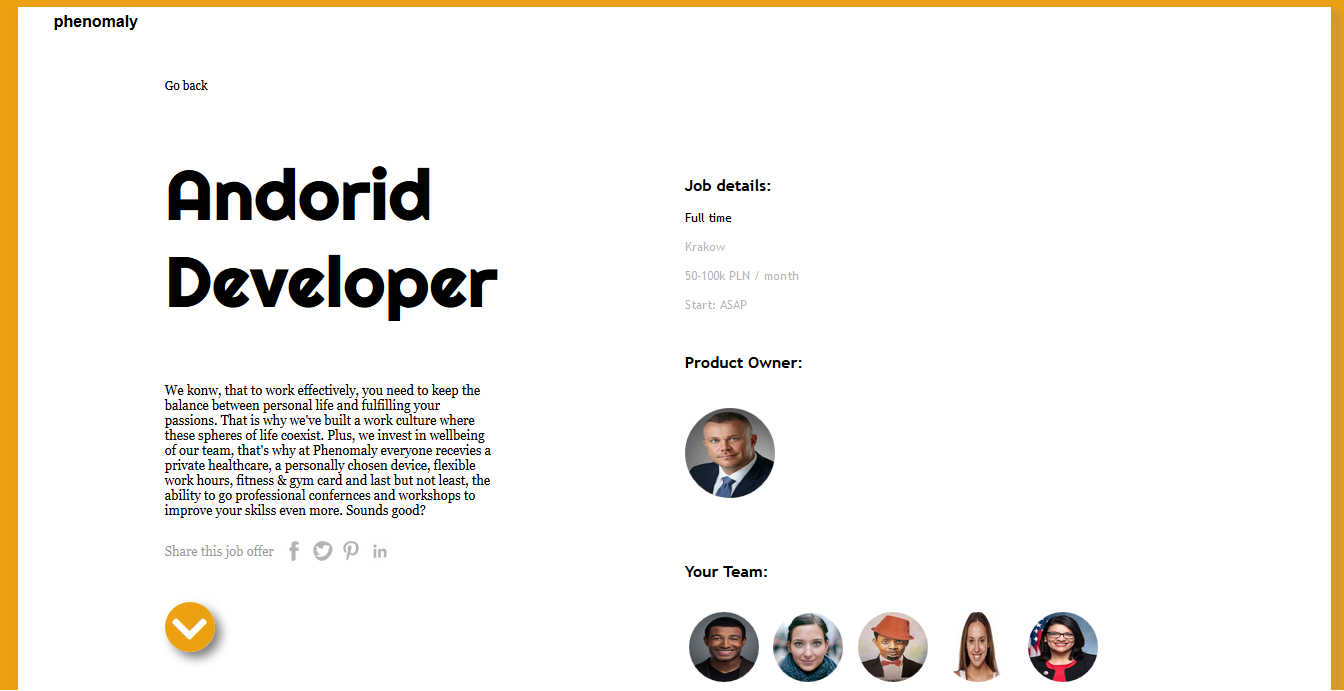 phenomaly
Go back
Andorid
Developer
We konw, that to work effectively, you need to keep the
balance between personal life and fulfilling your
passions. That is why we've built a work culture where
these spheres of life coexist. Plus, we invest in wellbeing
of our team, that's why at Phenomaly everyone recevies a
private healthcare, a personally chosen device, flexible
work hours, fitness & gym card and last but not least, the
ability to go professional confernces and workshops to
improve your skilss even more. Sounds good?
Share this job offer
Job details:
Full time
Krakow
50-100k PLN / month
Start: ASAP
Product Owner:
Your Team: